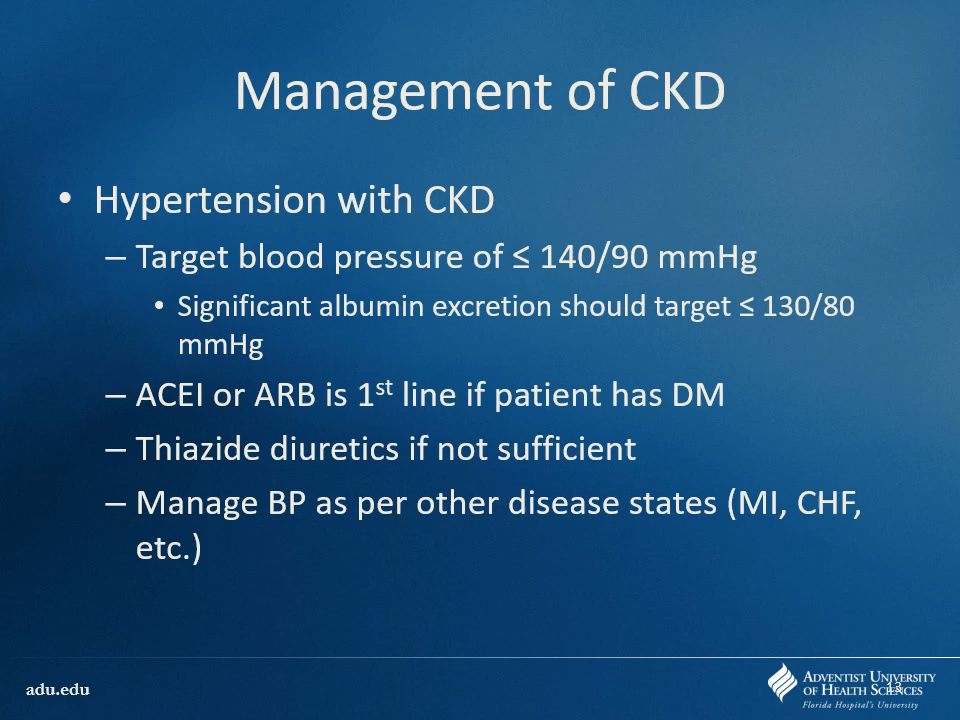 Management of CKD
• Hypertension with CKD
– Target blood pressure of ≤ 140/90 mmHg
• Significant albumin excretion should target ≤ 130/80
mmHg
– ACEI or ARB is 1st line if patient has DM
– Thiazide diuretics if not sufficient
– Manage BP as per other disease states (MI, CHF,
etc.)
adu.edu
ADVENTIST UNIVERSITY
OF HEALTH SCIENCES
13
Florida Hospital's University